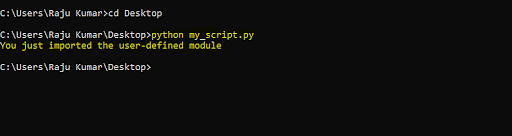 C:\Users\Raju Kumar>cd Desktop
C:\Users\Raju Kumar\Desktop>python my_script.py
You just imported the user-defined module
C:\Users\Raju Kumar\Desktop>